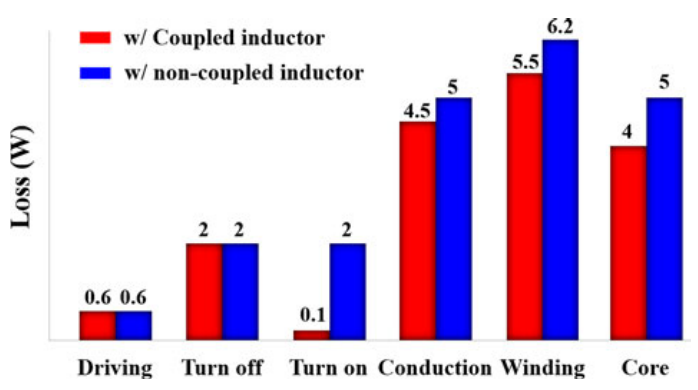 w/ Coupled inductor
w/ non-coupled inductor
Loss (W)
0.6 0.6
2 2
0.1 2
4.5 5
5.5 6.2
4 5
Driving Turn off Turn on Conduction Winding Core